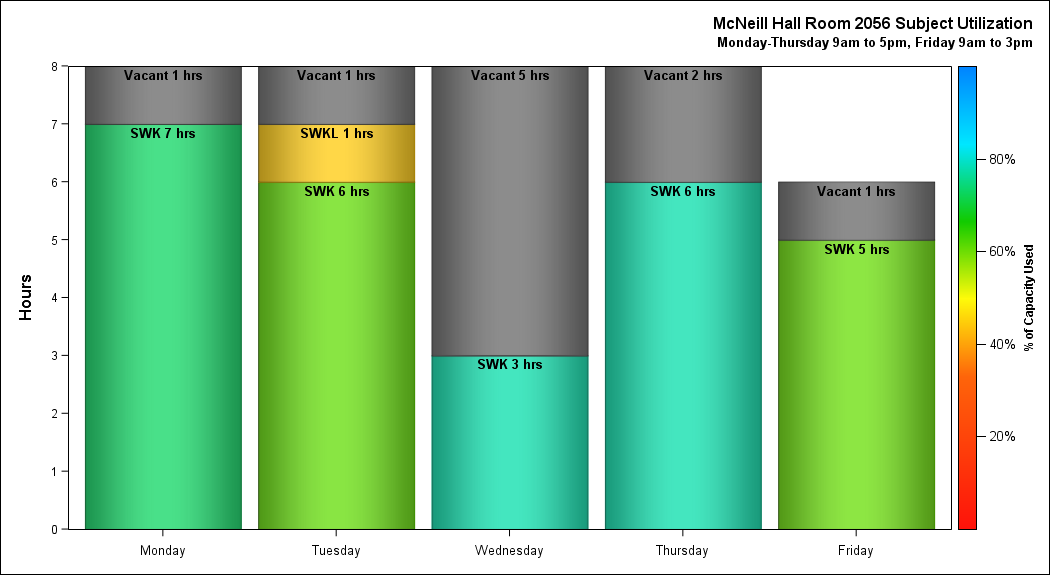 McNeill Hall Room 2056 Subject Utilization
Monday-Thursday 9am to 5pm, Friday 9am to 3pm
Hours
8
7
6
5
4
3
2
1
0
Vacant 1 hrs
SWK 7 hrs
Vacant 1 hrs
SWKL 1 hrs
SWK 6 hrs
Vacant 5 hrs
SWK 3 hrs
Vacant 2 hrs
SWK 6 hrs
Vacant 1 hrs
SWK 5 hrs
Monday
Tuesday
Wednesday
Thursday
Friday
80%
60%
40%
20%
% of Capacity Used